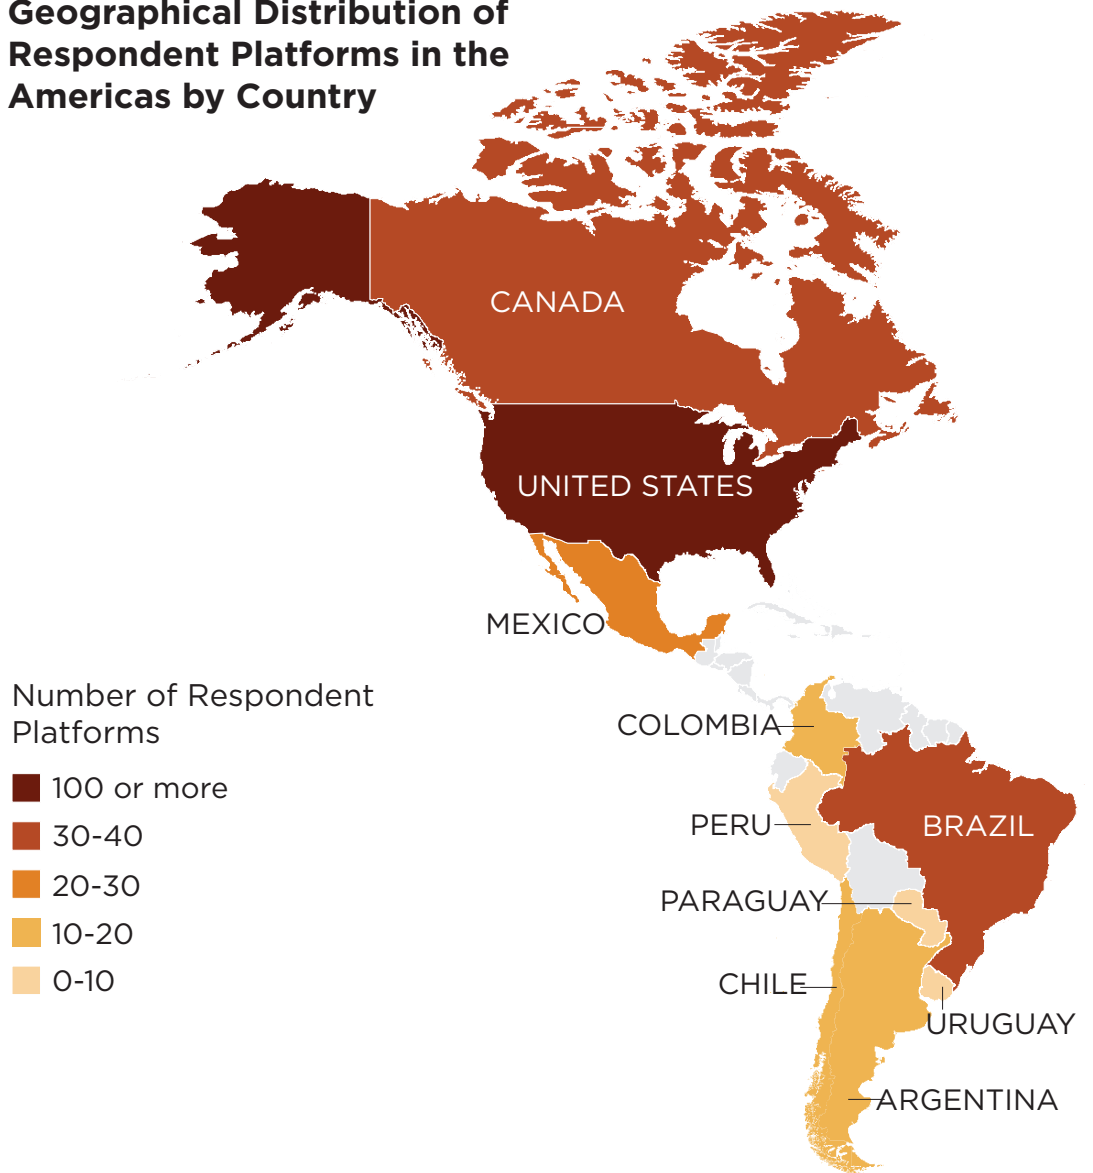 Geographical Distribution of
Respondent Platforms in the
Americas by Country
CANADA
UNITED STATES
MEXICO
Number of Respondent
Platforms
100 or more
30-40
20-30
10-20
0-10
COLOMBIA
PERU
BRAZIL
PARAGUAY
CHILE
URUGUAY
ARGENTINA